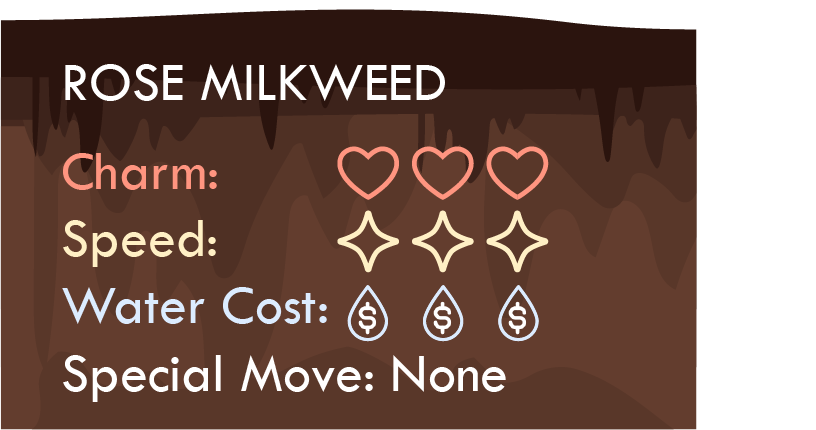 ROSE MILKWEED
Charm:
Speed:
Water Cost: $ $ $
Special Move: None